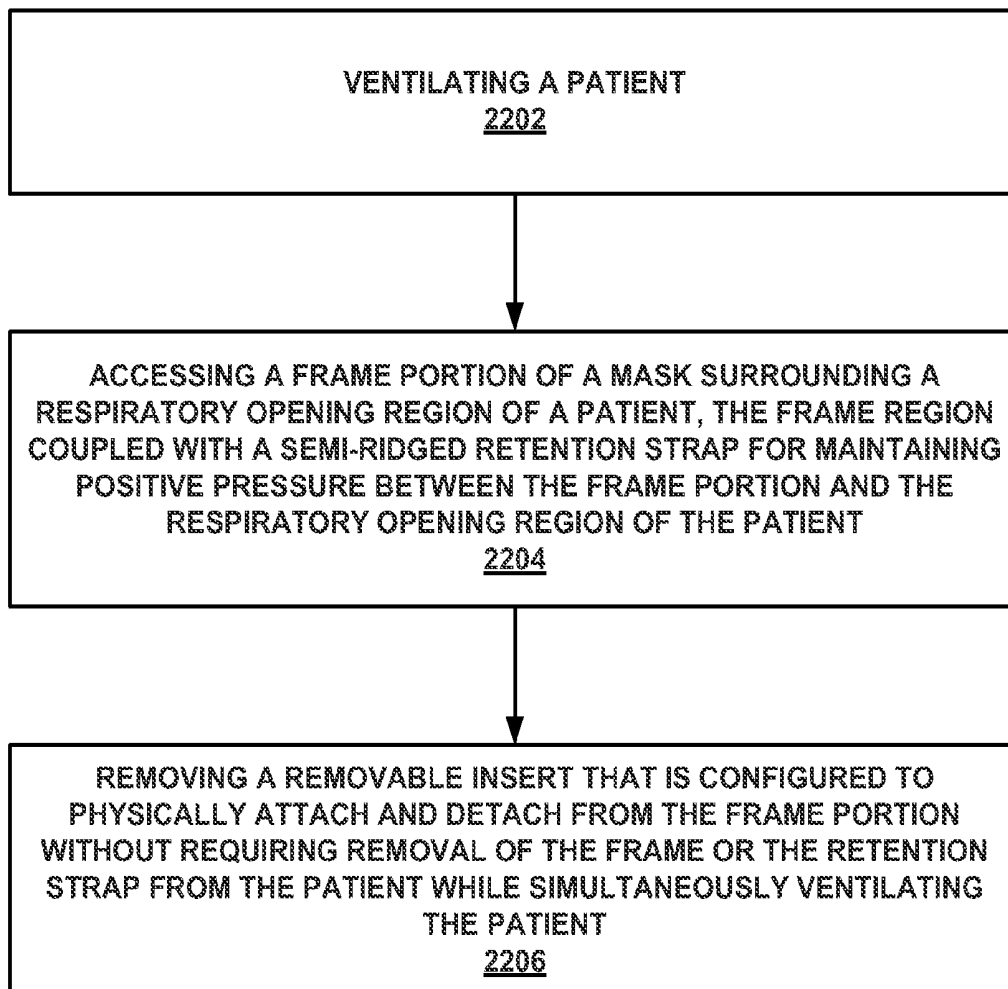 VENTILATING A PATIENT
2202
ACCESSING A FRAME PORTION OF A MASK SURROUNDING A
RESPIRATORY OPENING REGION OF A PATIENT, THE FRAME REGION
COUPLED WITH A SEMI-RIDGED RETENTION STRAP FOR MAINTAINING
POSITIVE PRESSURE BETWEEN THE FRAME PORTION AND THE
RESPIRATORY OPENING REGION OF THE PATIENT
2204
REMOVING A REMOVABLE INSERT THAT IS CONFIGURED TO
PHYSICALLY ATTACH AND DETACH FROM THE FRAME PORTION
WITHOUT REQUIRING REMOVAL OF THE FRAME OR THE RETENTION
STRAP FROM THE PATIENT WHILE SIMULTANEOUSLY VENTILATING
THE PATIENT
2206